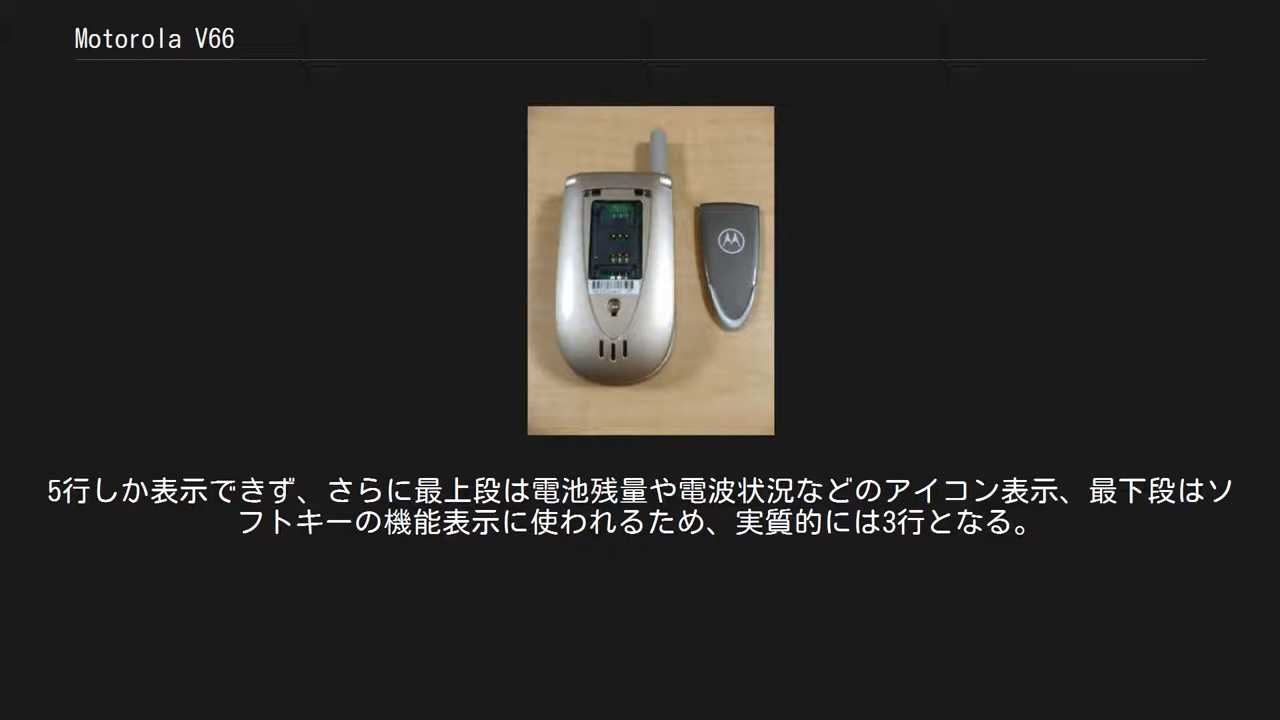 Motorola V66
5行しか表示できず、さらに最上段は電池残量や電波状況などのアイコン表示、最下段はソ
フトキーの機能表示に使われるため、実質的には3行となる。